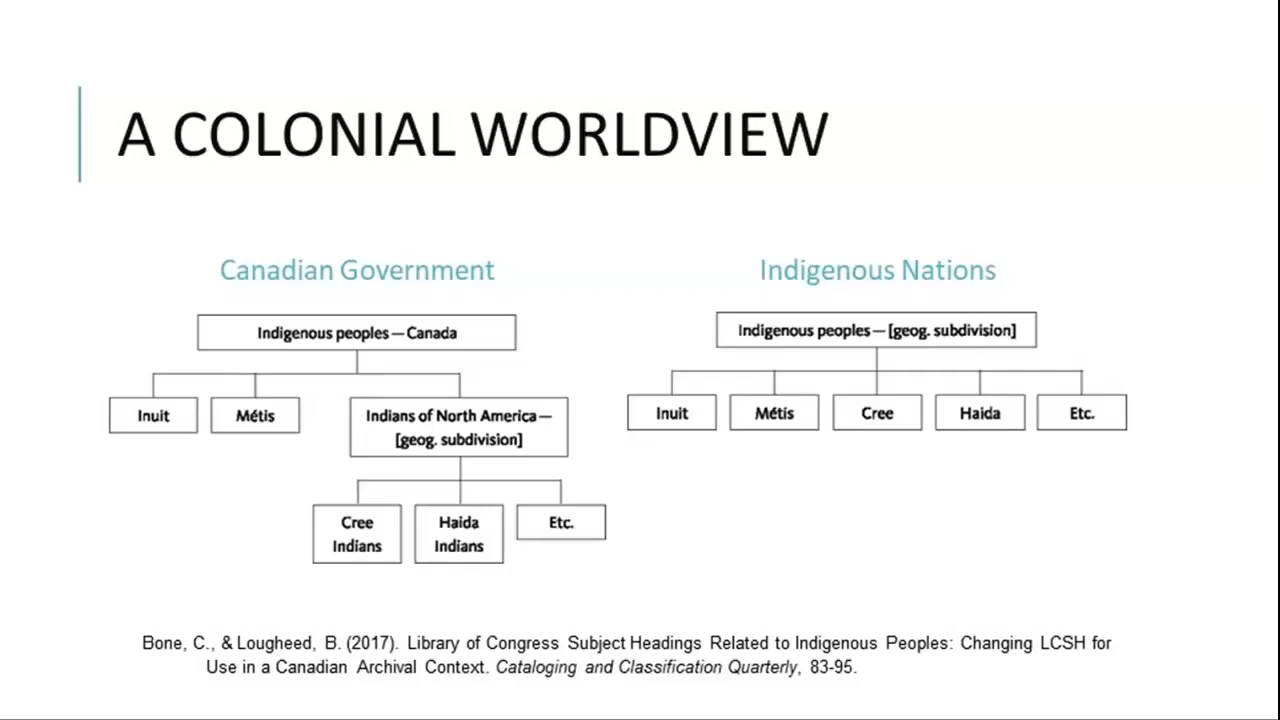 A COLONIAL WORLDVIEW
Canadian Government
Indigenous peoples — Canada
Inuit
Métis
Indians of North America —
[geog. subdivision]
Cree
Indians
Haida
Indians
Etc.
Indigenous Nations
Indigenous peoples — [geog. subdivision]
Inuit
Métis
Cree
Haida
Etc.
Bone, C., & Lougheed, B. (2017). Library of Congress Subject Headings Related to Indigenous Peoples: Changing LCSH for
Use in a Canadian Archival Context. Cataloging and Classification Quarterly, 83-95.